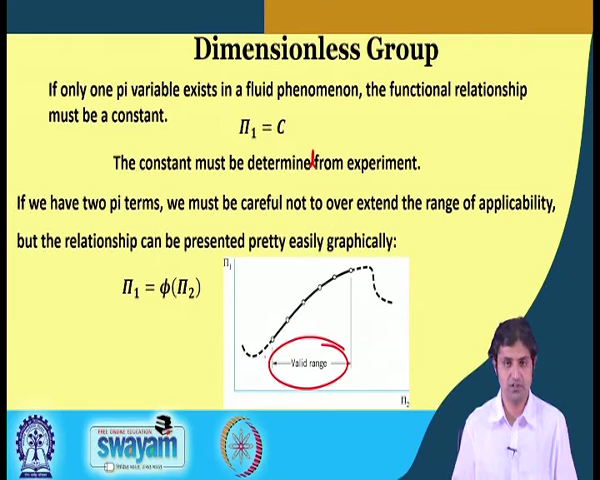 Dimensionless Group
If only one pi variable exists in a fluid phenomenon, the functional relationship
must be a constant.
Π₁ = C
The constant must be determine from experiment.
If we have two pi terms, we must be careful not to over extend the range of applicability,
but the relationship can be presented pretty easily graphically:
Π₁ = ϕ(Π₂)
Π₁
Valid range
Π₂
FREE ONLINE EDUCATION
swayam